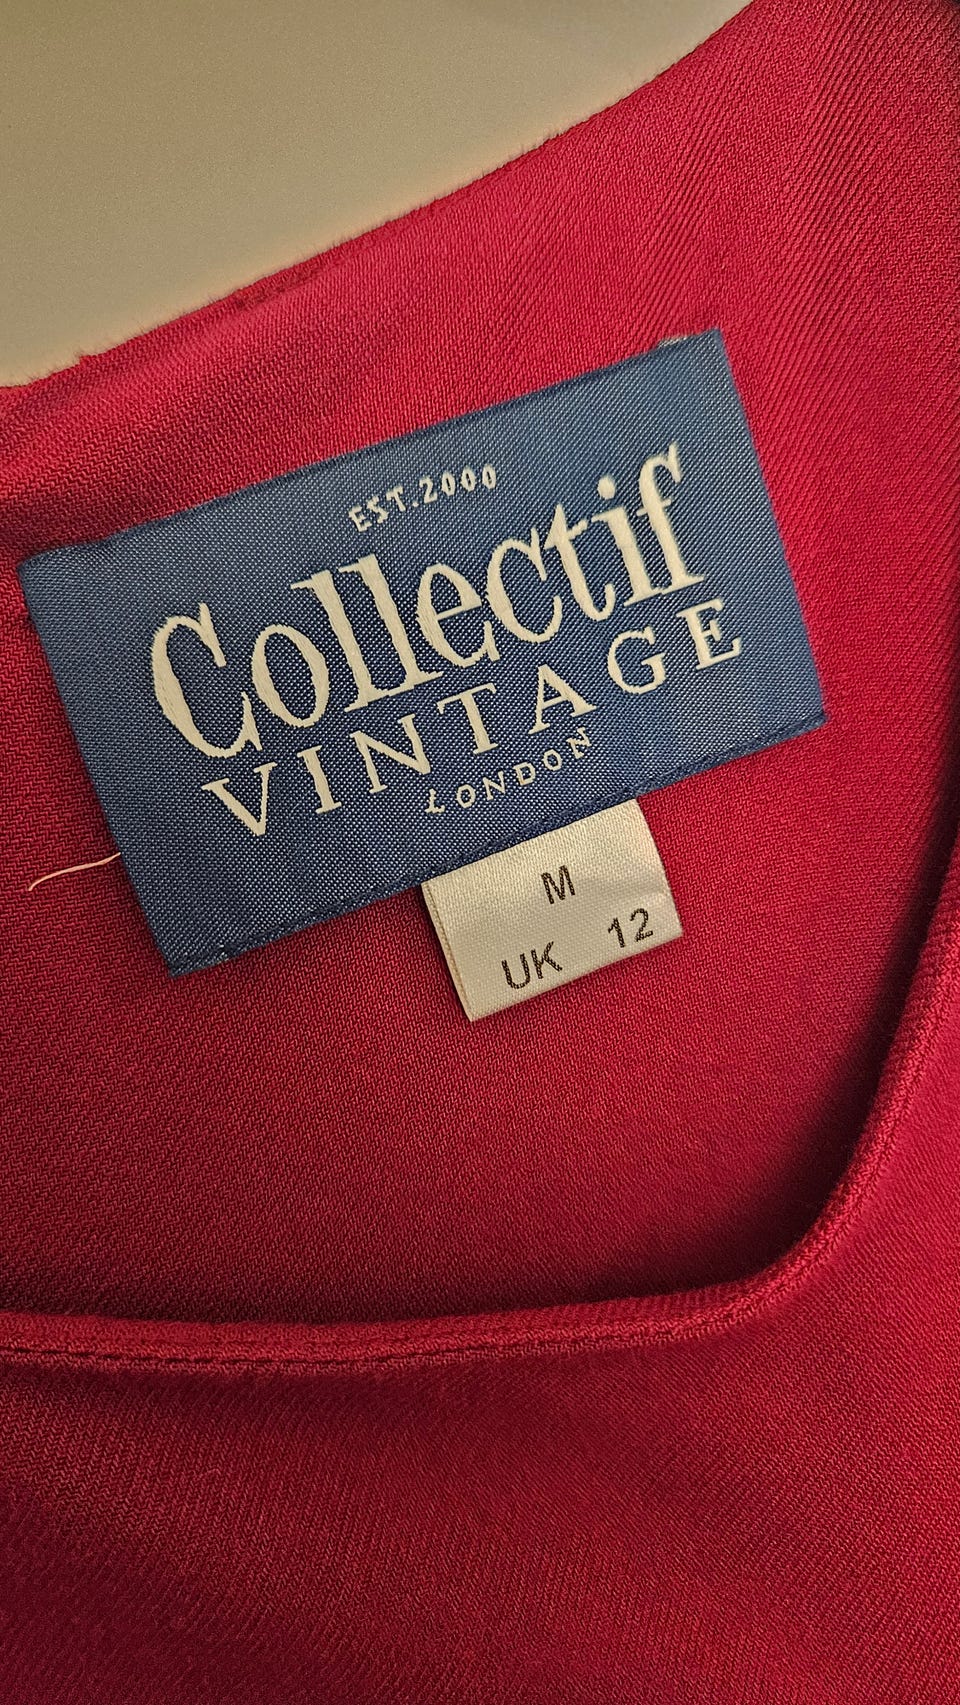 EST.2000
Collectif
VINTAGE
LONDON
M
UK 12